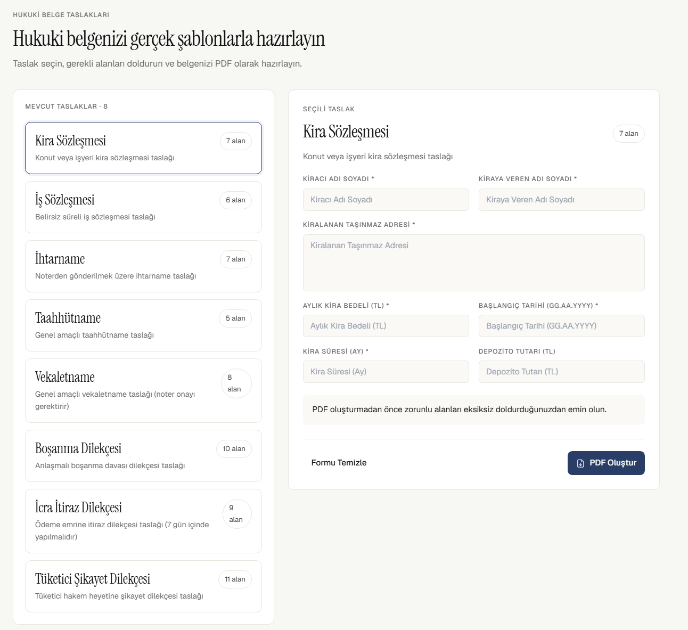 HUKUKİ BELGE TASLAKLARI
Hukuki belgenizi gerçek şablonlarla hazırlayın
Taslak seçin, gerekli alanları doldurun ve belgenizi PDF olarak hazırlayın.
MEVCUT TASLAKLAR · 8
Kira Sözleşmesi
7 alan
Konut veya işyeri kira sözleşmesi taslağı
İş Sözleşmesi
6 alan
Belirsiz süreli iş sözleşmesi taslağı
İhtarname
7 alan
Noterden gönderilmek üzere ihtarname taslağı
Taahhütname
5 alan
Genel amaçlı taahhütname taslağı
Vekaletname
8
alan
Genel amaçlı vekaletname taslağı (noter onayı
gerektirir)
Boşanma Dilekçesi
10 alan
Anlaşmalı boşanma davası dilekçesi taslağı
İcra İtiraz Dilekçesi
9
alan
Ödeme emrine itiraz dilekçesi taslağı (7 gün içinde
yapılmalıdır)
Tüketici Şikayet Dilekçesi
11 alan
Tüketici hakem heyetine şikayet dilekçesi taslağı
SEÇİLİ TASLAK
Kira Sözleşmesi
7 alan
Konut veya işyeri kira sözleşmesi taslağı
KİRACI ADI SOYADI *
KİRAYA VEREN ADI SOYADI *
Kiracı Adı Soyadı
Kiraya Veren Adı Soyadı
KİRALANAN TAŞINMAZ ADRESİ *
Kiralanan Taşınmaz Adresi
AYLIK KİRA BEDELİ (TL) *
BAŞLANGIÇ TARİHİ (GG.AA.YYYY) *
Aylık Kira Bedeli (TL)
Başlangıç Tarihi (GG.AA.YYYY)
KİRA SÜRESİ (AY) *
DEPOZİTO TUTARI (TL)
Kira Süresi (Ay)
Depozito Tutarı (TL)
PDF oluşturmadan önce zorunlu alanları eksiksiz doldurduğunuzdan emin olun.
Formu Temizle
PDF Oluştur